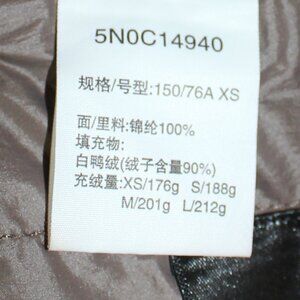 5N0C14940
规格/号型:150/76A XS
面/里料:锦纶100%
填充物:
白鸭绒(绒子含量90%)
充绒量:XS/176g S/188g
M/201g L/212g